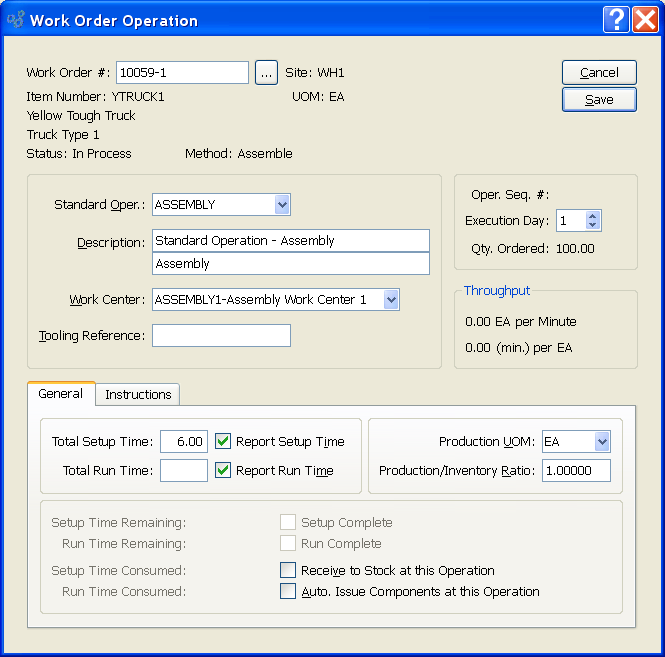 Work Order Operation
Work Order #: 10059-1 ... Site: WH1
Cancel
Item Number: YTRUCK1 UOM: EA
Save
Yellow Tough Truck
Truck Type 1
Status: In Process Method: Assemble
Standard Oper.: ASSEMBLY
Oper. Seq. #:
Execution Day: 1
Description: Standard Operation - Assembly
Qty. Ordered: 100.00
Assembly
Throughput
Work Center: ASSEMBLY1-Assembly Work Center 1
0.00 EA per Minute
Tooling Reference:
0.00 (min.) per EA
General Instructions
Total Setup Time: 6.00 Report Setup Time
Production UOM: EA
Total Run Time: Report Run Time
Production/Inventory Ratio: 1.00000
Setup Time Remaining: Setup Complete
Run Time Remaining: Run Complete
Setup Time Consumed: Receive to Stock at this Operation
Run Time Consumed: Auto. Issue Components at this Operation